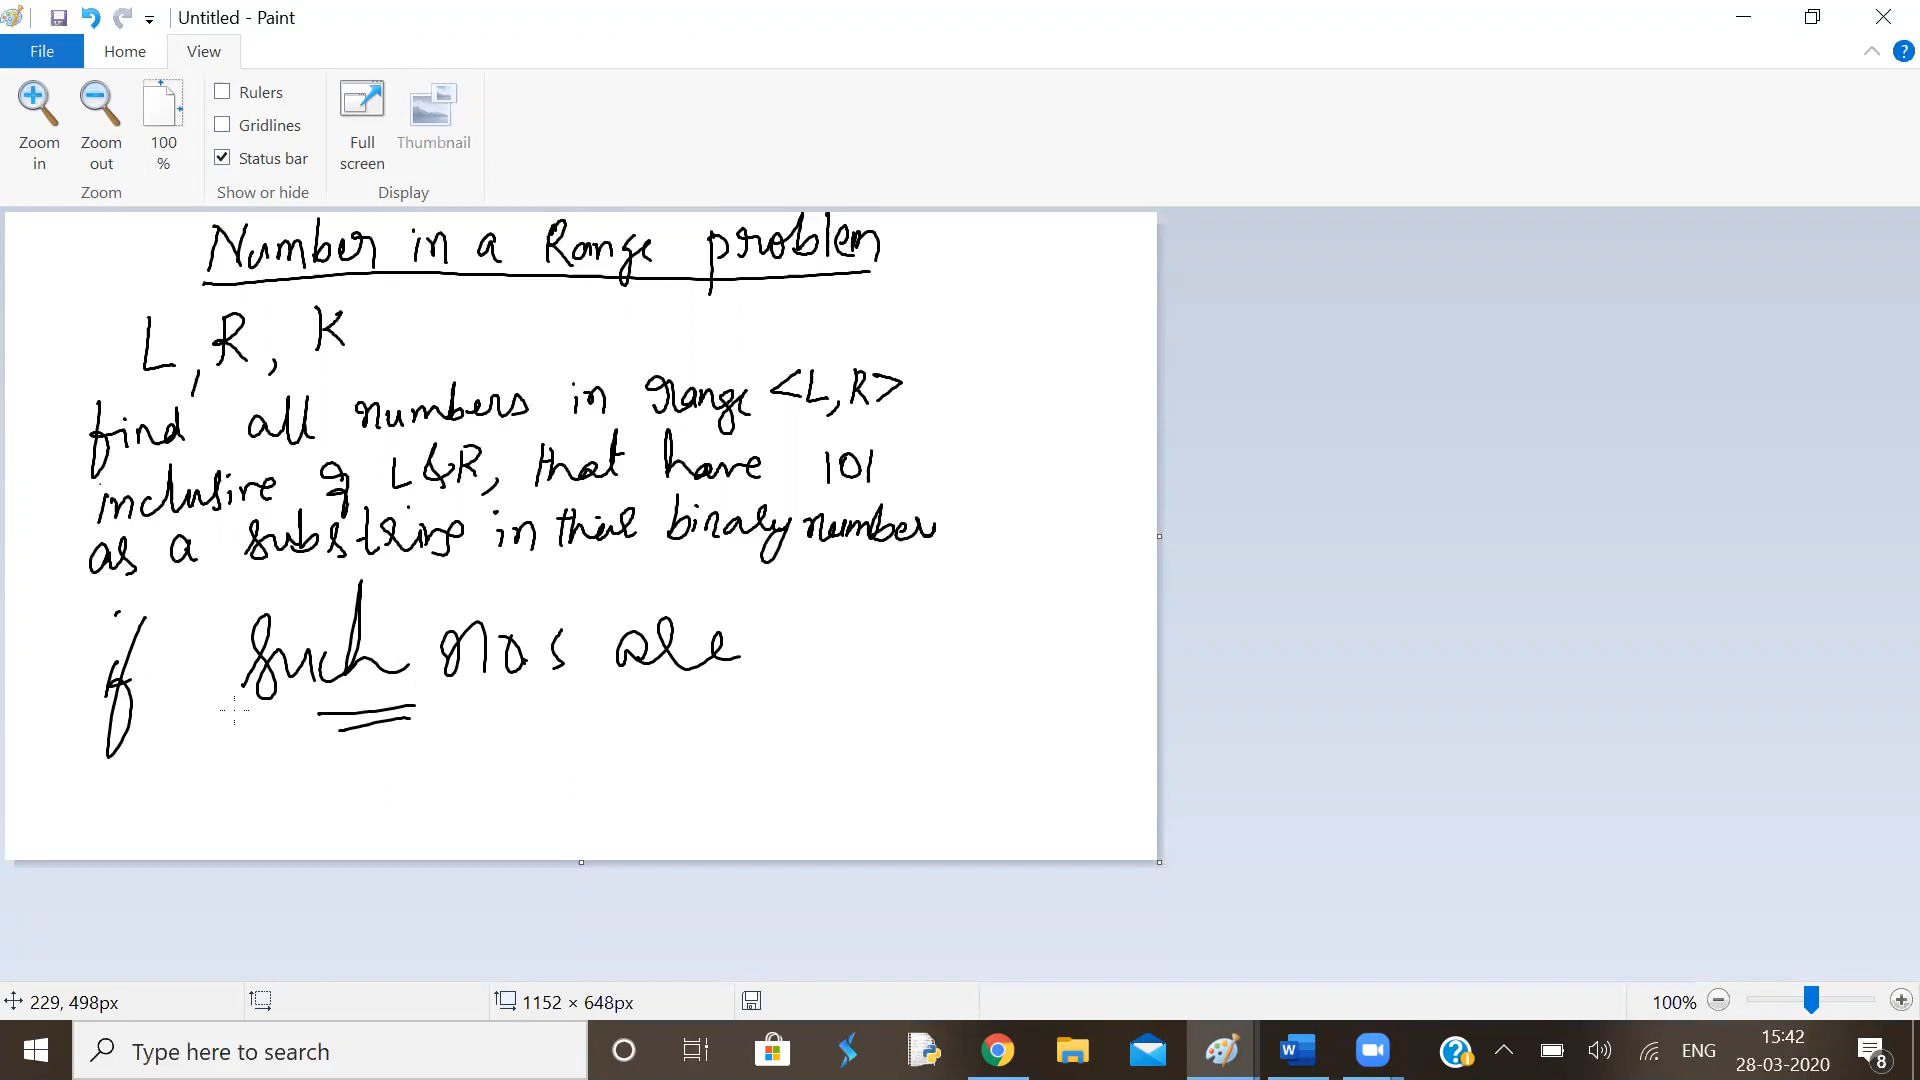 Untitled - Paint
File Home View
Zoom in
Zoom out
100 %
Rulers
Gridlines
Status bar
Full screen
Thumbnail
Zoom
Show or hide
Display
Number in a Range problem
L, R, K
find all numbers in range <L,R>
inclusive of L&R, that have 101
as a substring in their binary number
if such nos are
229, 498px
1152 × 648px
100%
Type here to search
W
ENG
15:42
28-03-2020
8